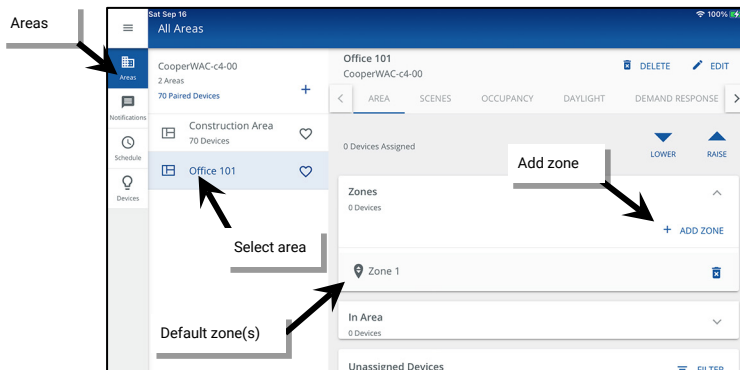 Areas
Sat Sep 16
100%
All Areas
Areas
Notifications
Schedule
Devices
CooperWAC-c4-00
2 Areas
70 Paired Devices
+
Construction Area
70 Devices
Office 101
Select area
Default zone(s)
Office 101
CooperWAC-c4-00
DELETE
EDIT
AREA SCENES OCCUPANCY DAYLIGHT DEMAND RESPONSE
0 Devices Assigned
LOWER
RAISE
Add zone
Zones
0 Devices
+ ADD ZONE
Zone 1
In Area
0 Devices
Unassigned Devices
FILTER